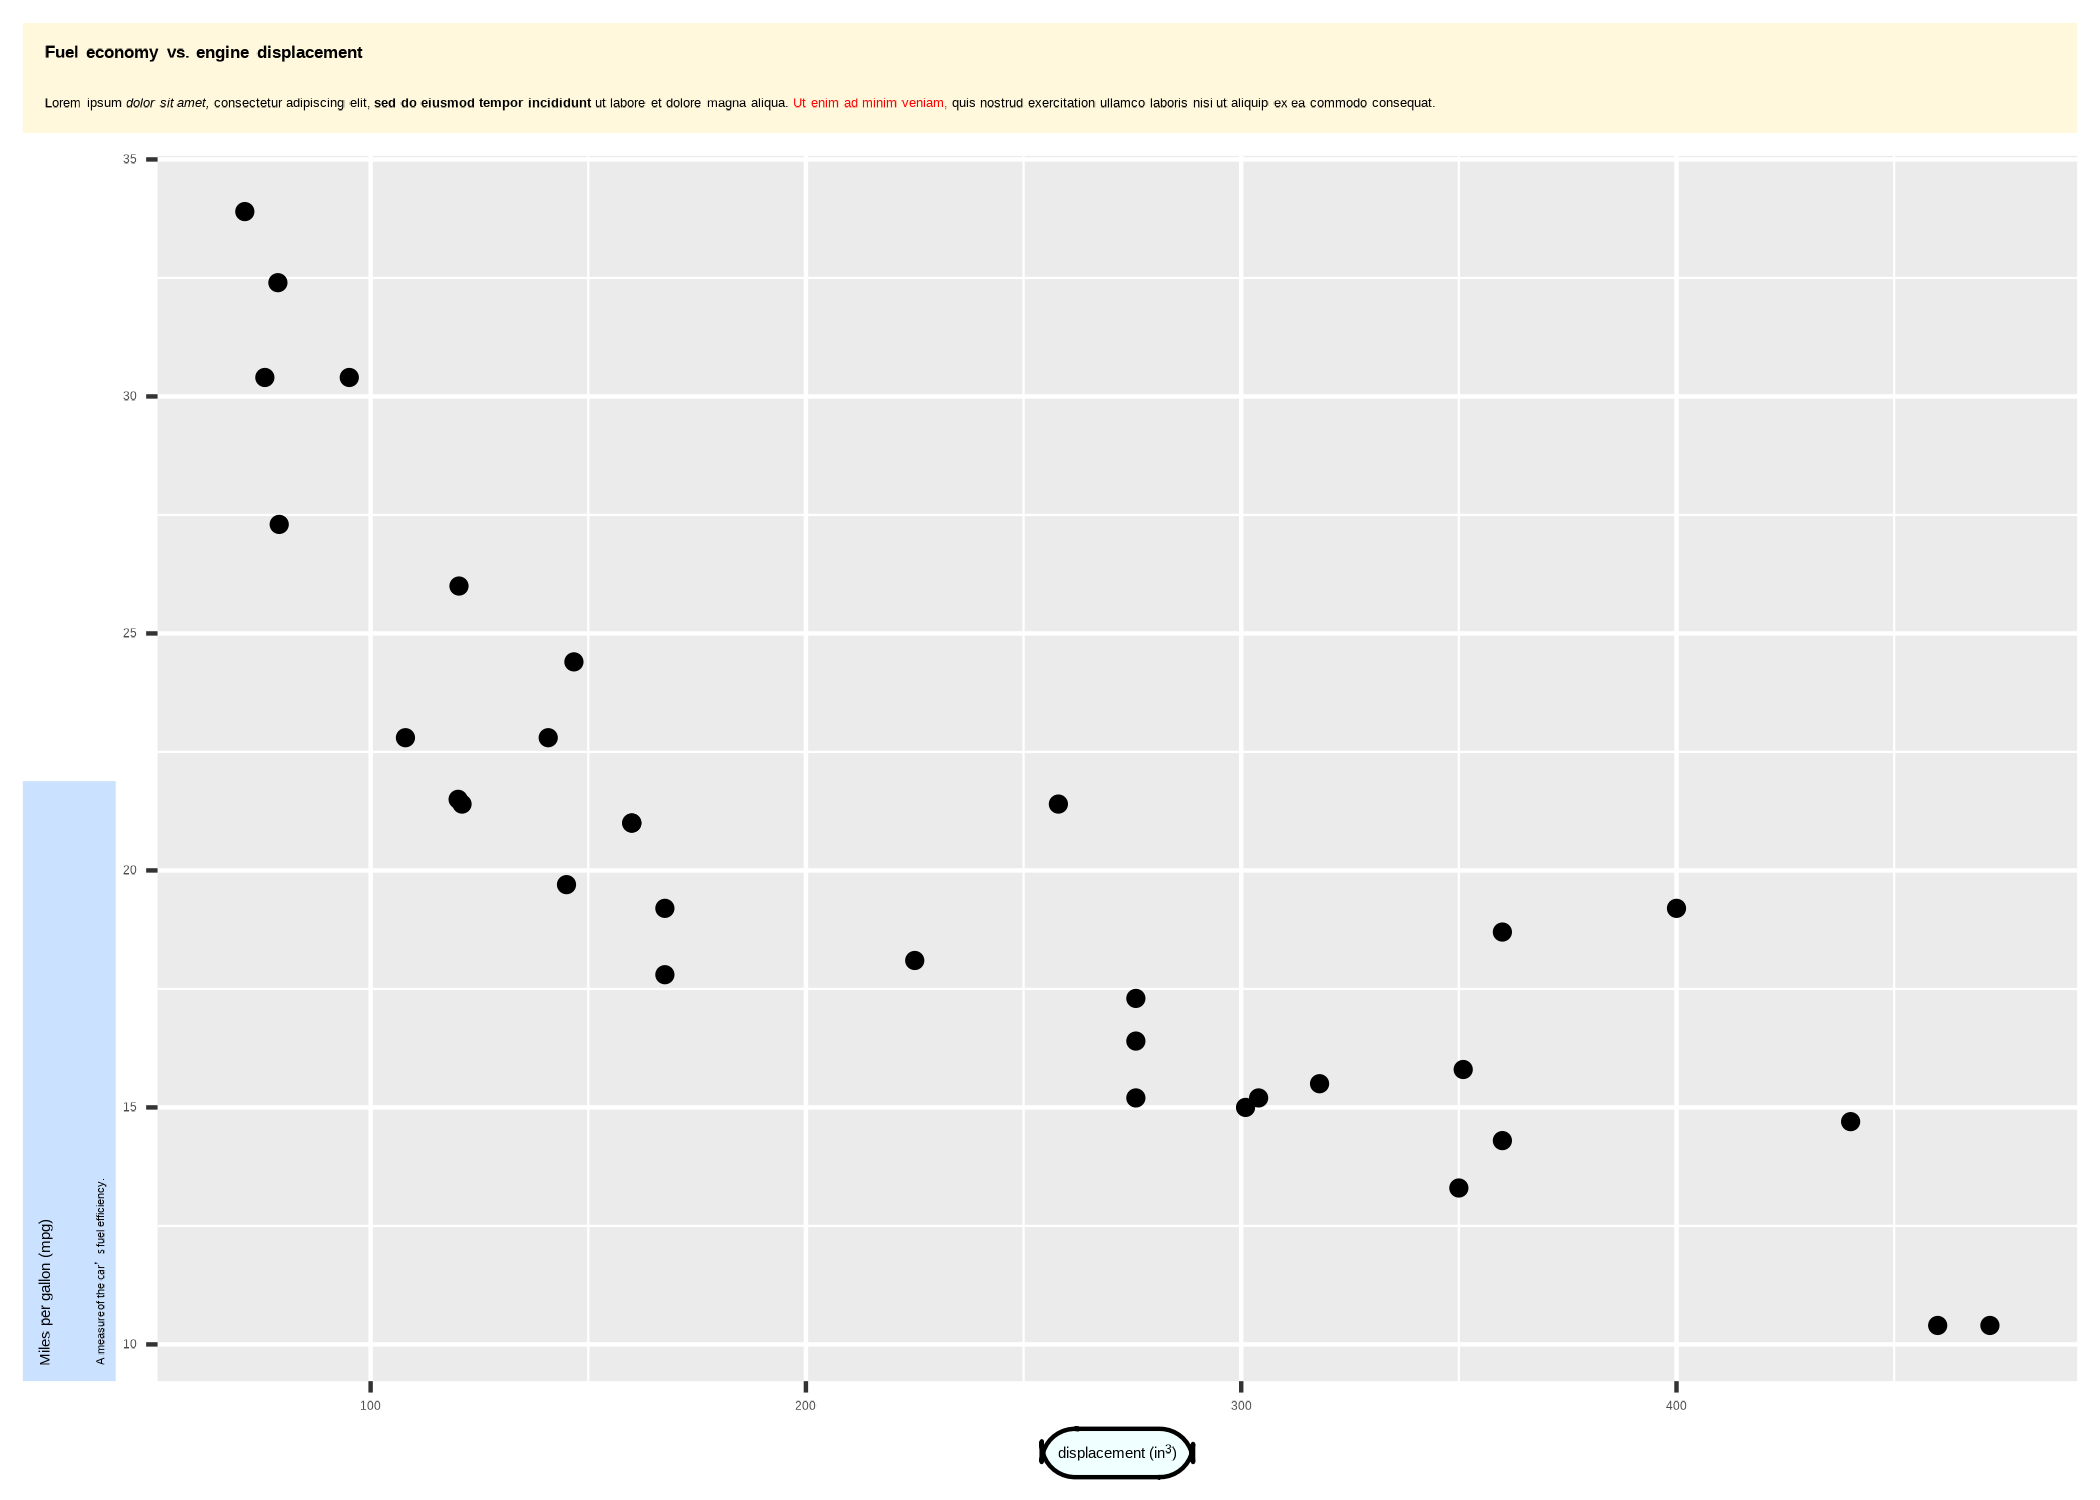 Fuel economy vs. engine displacement
Lorem ipsum dolor sit amet, consectetur adipiscing elit, sed do eiusmod tempor incididunt ut labore et dolore magna aliqua. Ut enim ad minim veniam, quis nostrud exercitation ullamco laboris nisi ut aliquip ex ea commodo consequat.
35
30
25
20
15
10
Miles per gallon (mpg)
A measure of the car’s fuel efficiency.
100 200 300 400
displacement (in³)